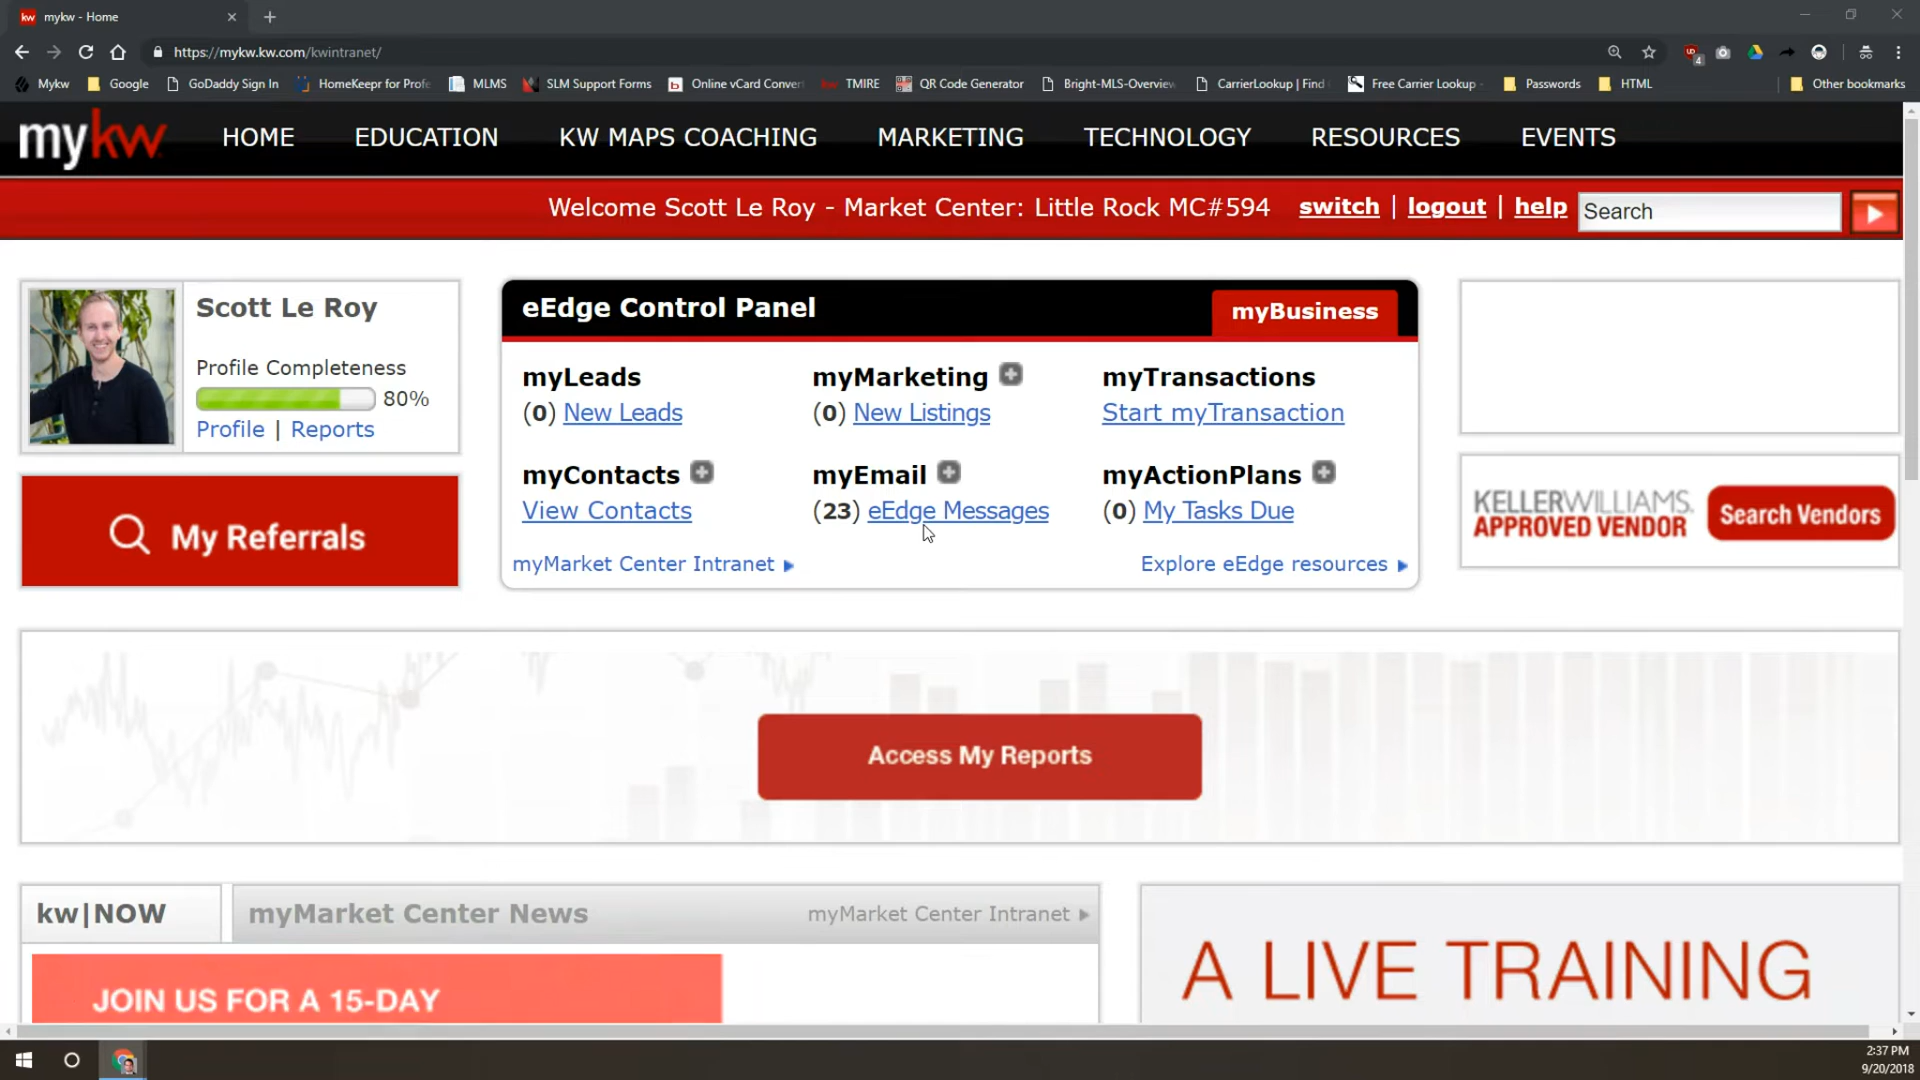 kw mykw - Home
https://mykw.kw.com/kwintranet/
4
Mykw Google GoDaddy Sign In HomeKeepr for Profe MLMS SLM Support Forms b Online vCard Conver kw TMIRE QR Code Generator Bright-MLS-Overview CarrierLookup | Find Free Carrier Lookup - Passwords HTML Other bookmarks
mykw HOME EDUCATION KW MAPS COACHING MARKETING TECHNOLOGY RESOURCES EVENTS
Welcome Scott Le Roy - Market Center: Little Rock MC#594 switch | logout | help Search
Scott Le Roy
Profile Completeness
80%
Profile | Reports
My Referrals
eEdge Control Panel myBusiness
myLeads myMarketing myTransactions
(0) New Leads (0) New Listings Start myTransaction
myContacts myEmail myActionPlans
View Contacts (23) eEdge Messages (0) My Tasks Due
myMarket Center Intranet Explore eEdge resources
KELLERWILLIAMS.
APPROVED VENDOR
Search Vendors
Access My Reports
kw|NOW myMarket Center News myMarket Center Intranet
JOIN US FOR A 15-DAY
A LIVE TRAINING
2:37 PM
9/20/2018